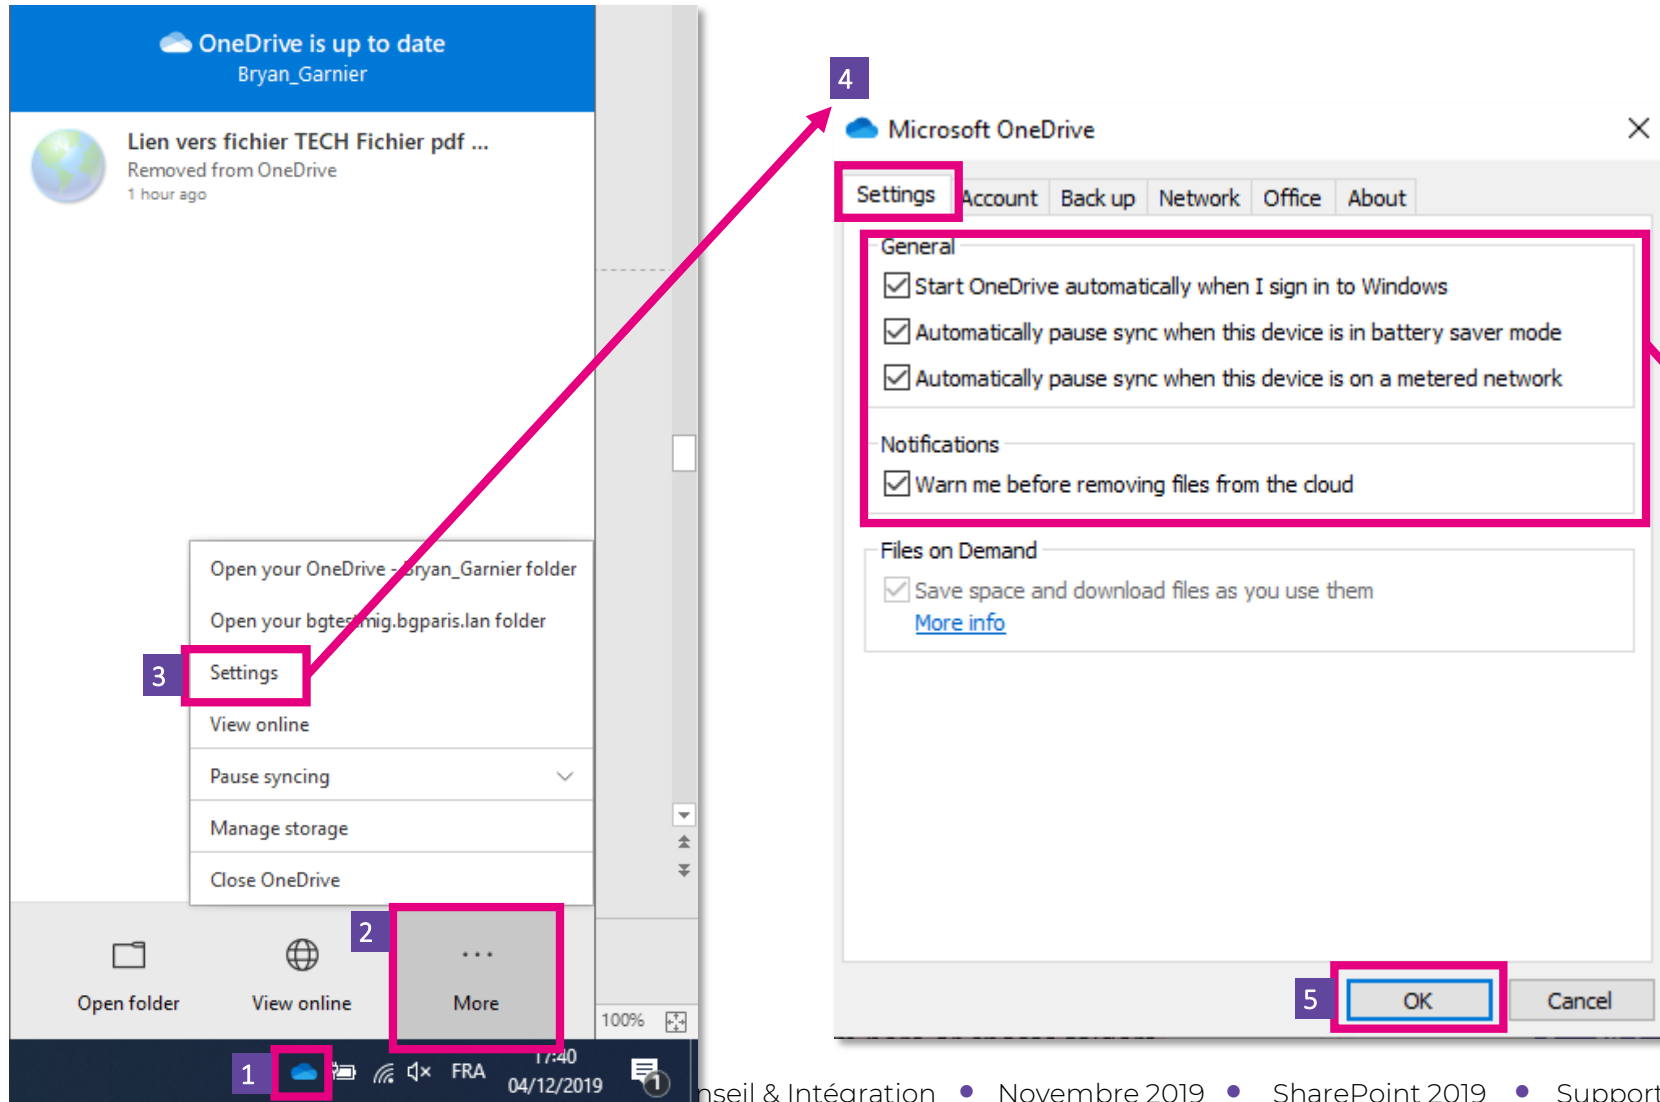 OneDrive is up to date
Bryan_Garnier
Lien vers fichier TECH Fichier pdf ...
Removed from OneDrive
1 hour ago
Open your OneDrive - Bryan_Garnier folder
Open your bgtestmig.bgparis.lan folder
3
Settings
View online
Pause syncing
Manage storage
Close OneDrive
2
Open folder
View online
More
100%
1
FRA
17:40
04/12/2019
1
4
Microsoft OneDrive
Settings Account Back up Network Office About
General
Start OneDrive automatically when I sign in to Windows
Automatically pause sync when this device is in battery saver mode
Automatically pause sync when this device is on a metered network
Notifications
Warn me before removing files from the cloud
Files on Demand
Save space and download files as you use them
More info
5
OK
Cancel
nseil & Intégration • Novembre 2019 • SharePoint 2019 • Support